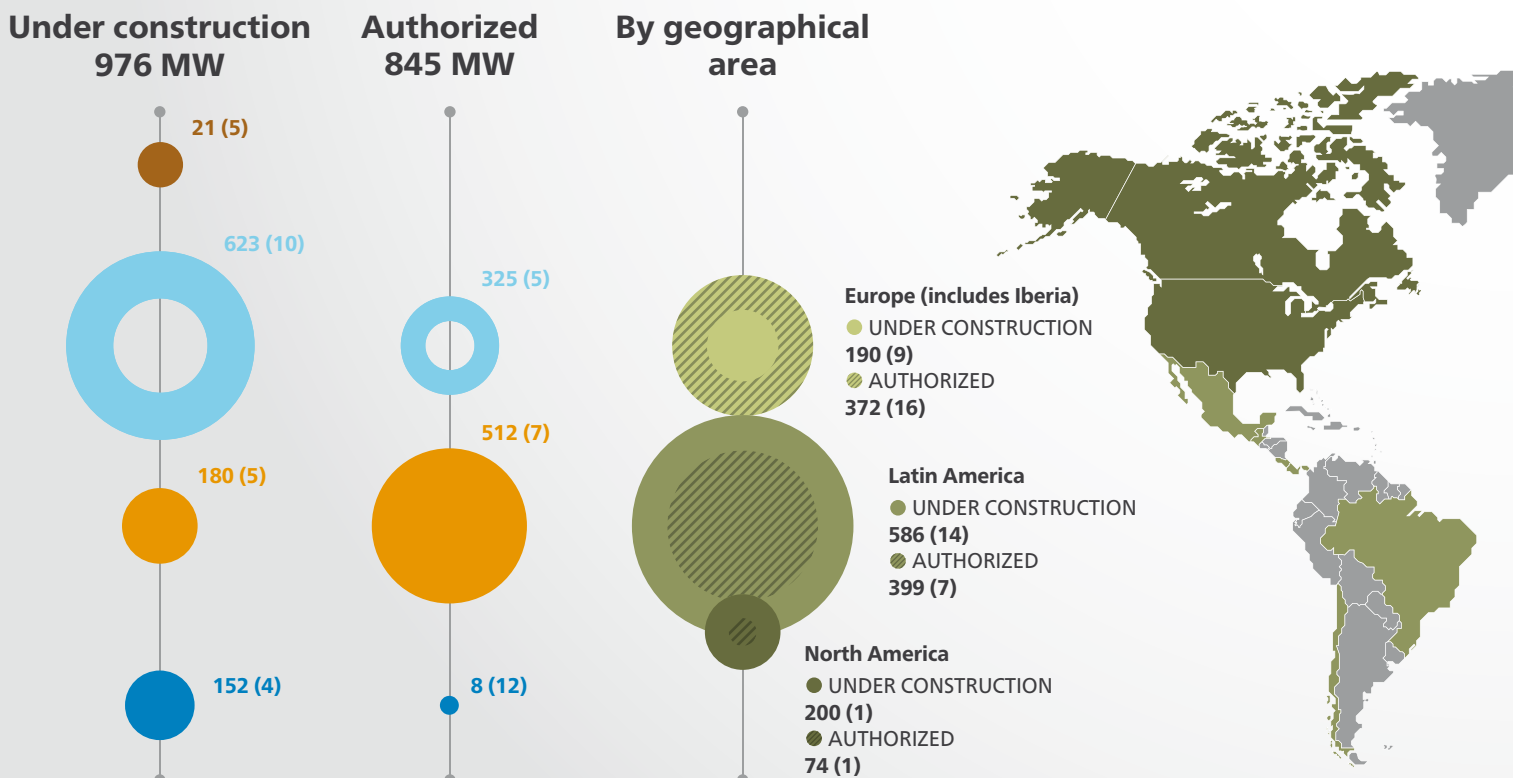 Under construction
976 MW
21 (5)
623 (10)
180 (5)
152 (4)
Authorized
845 MW
325 (5)
512 (7)
8 (12)
By geographical
area
Europe (includes Iberia)
UNDER CONSTRUCTION
190 (9)
AUTHORIZED
372 (16)
Latin America
UNDER CONSTRUCTION
586 (14)
AUTHORIZED
399 (7)
North America
UNDER CONSTRUCTION
200 (1)
AUTHORIZED
74 (1)